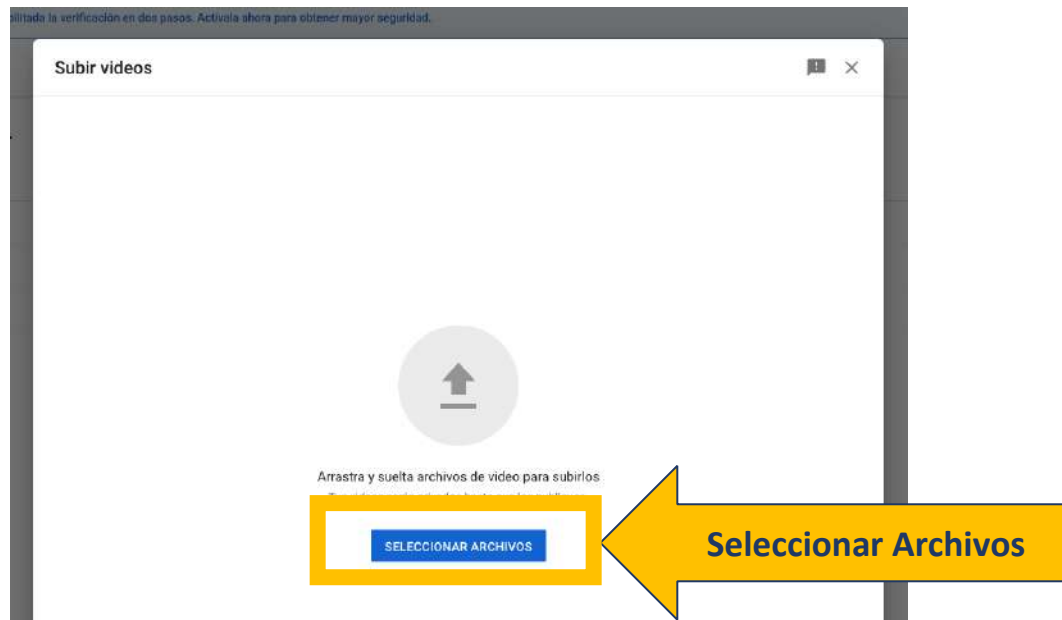 la verificación en dos pasos. Actívala ahora para obtener mayor seguridad.
Subir videos
Arrastra y suelta archivos de video para subirlos
SELECCIONAR ARCHIVOS
Seleccionar Archivos